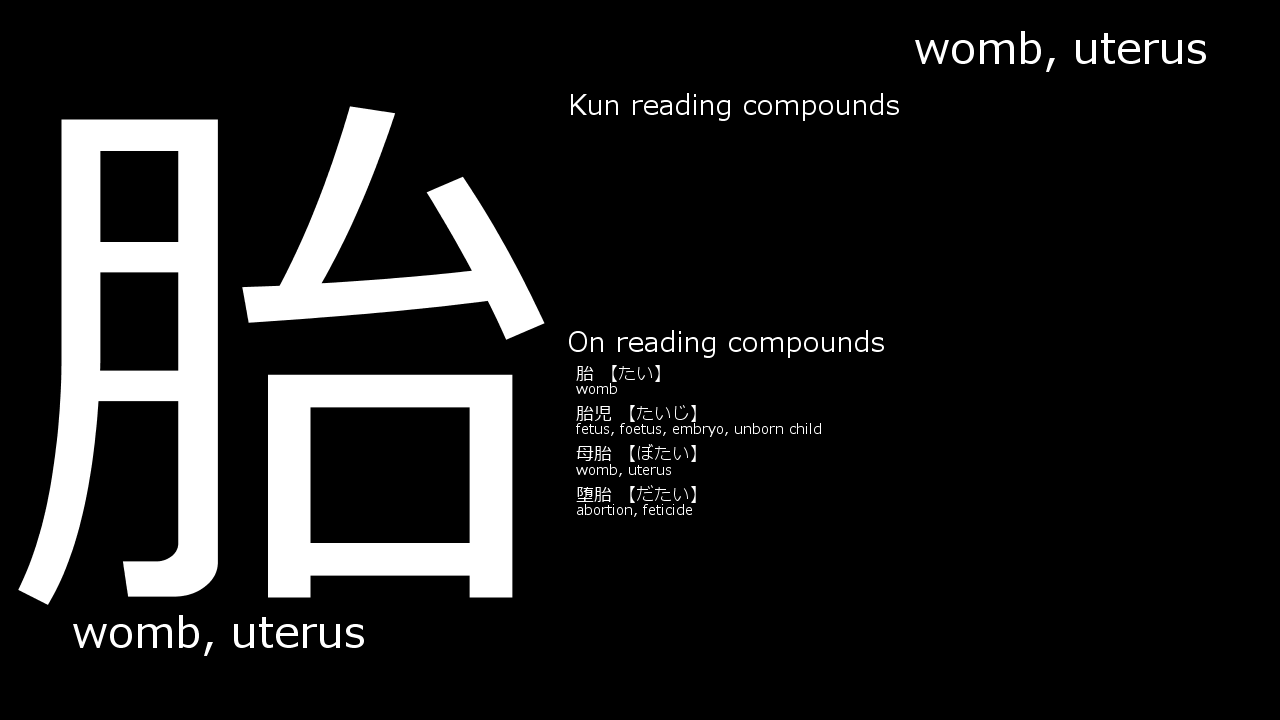 womb, uterus
胎
womb, uterus
Kun reading compounds
On reading compounds
胎 【たい】
womb
胎児 【たいじ】
fetus, foetus, embryo, unborn child
母胎 【ぼたい】
womb, uterus
堕胎 【だたい】
abortion, feticide